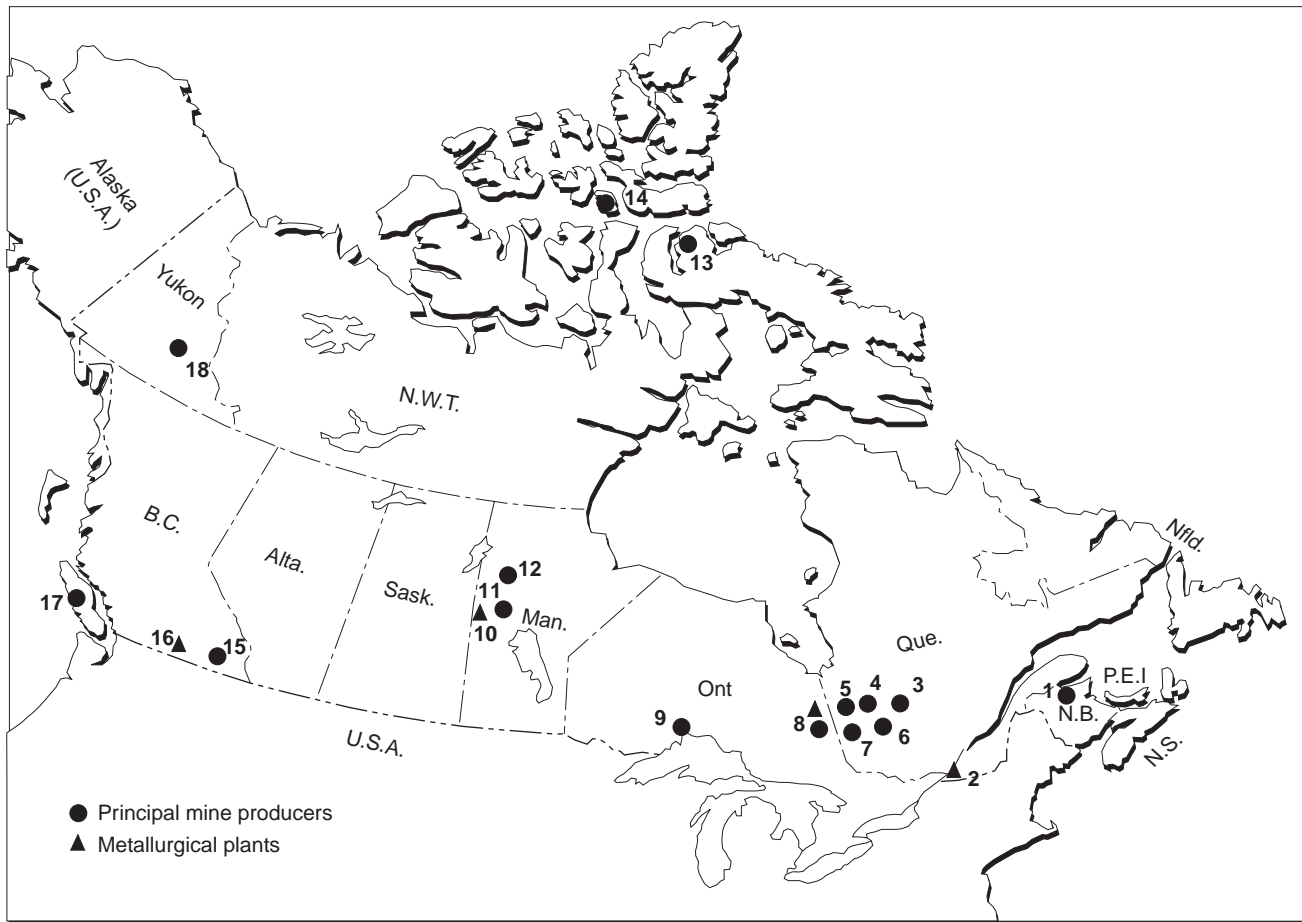 Alaska
(U.S.A.)
Yukon
18
N.W.T.
14
13
B.C.
Alta.
Sask.
Man.
12
11
10
17
16
15
U.S.A.
Ont
9
8
Que.
5
4
3
7
6
2
Nfld.
P.E.I
1
N.B.
N.S.
Principal mine producers
Metallurgical plants